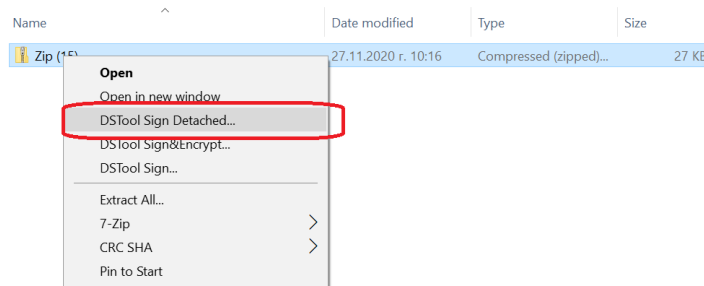 Name Date modified Type Size
Zip (15) 27.11.2020 г. 10:16 Compressed (zipped)... 27 KB
Open
Open in new window
DSTool Sign Detached...
DSTool Sign&Encrypt...
DSTool Sign...
Extract All...
7-Zip
CRC SHA
Pin to Start